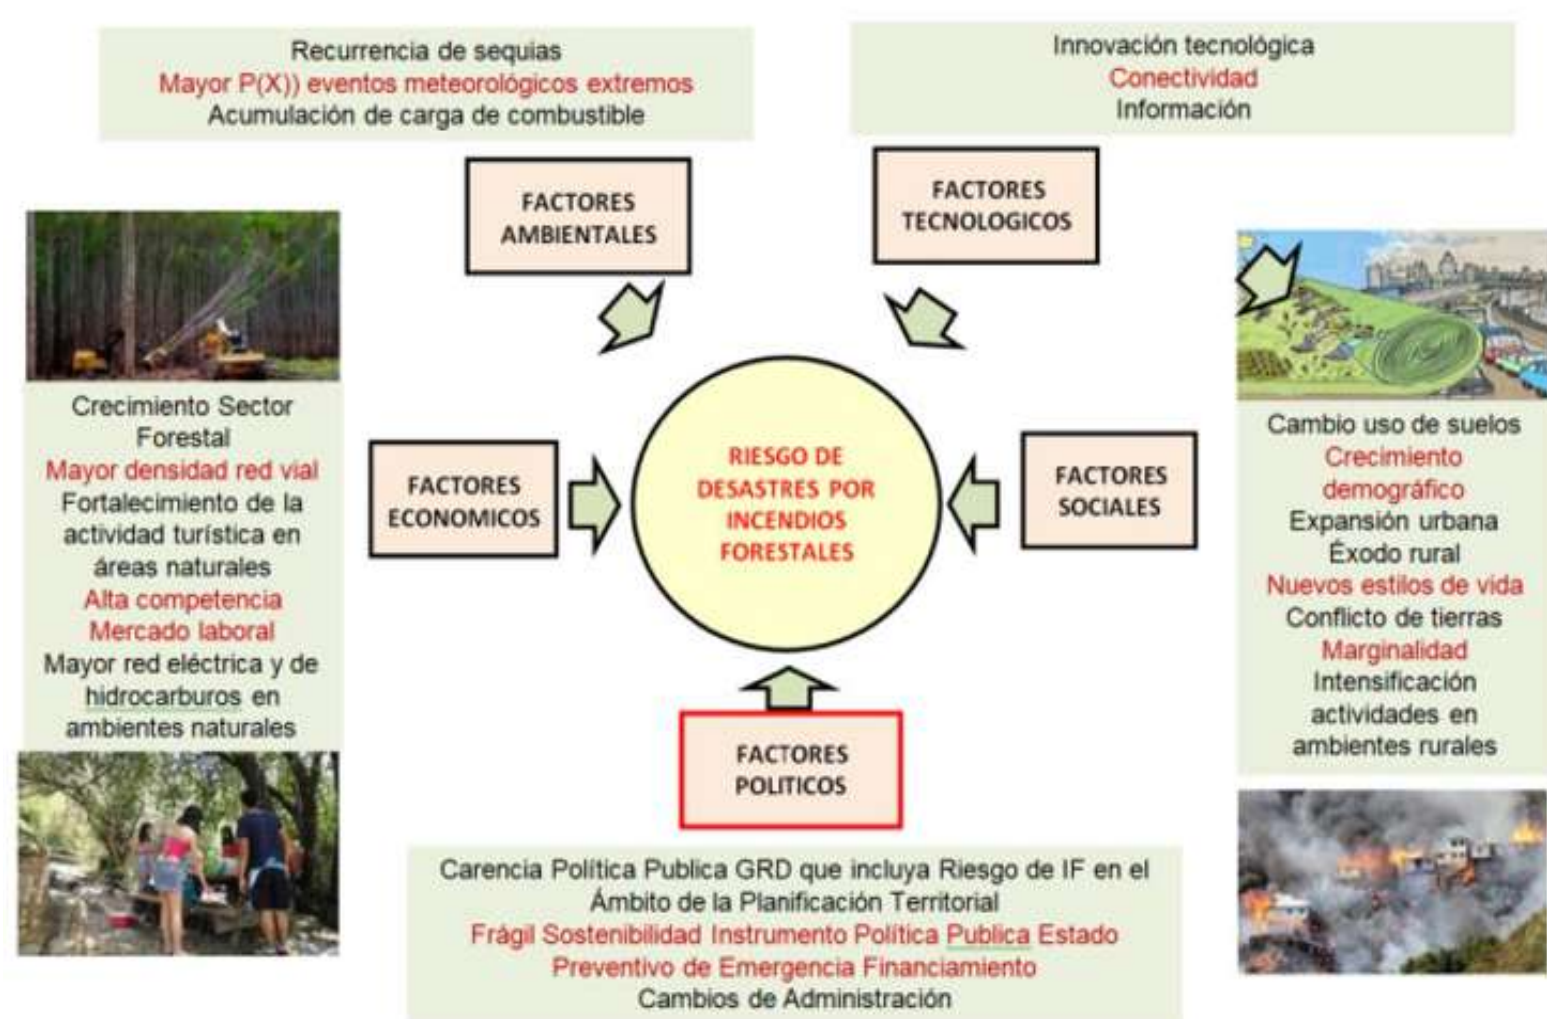 Recurrencia de sequias
Mayor P(X)) eventos meteorológicos extremos
Acumulación de carga de combustible
Innovación tecnológica
Conectividad
Información
FACTORES
AMBIENTALES
FACTORES
TECNOLOGICOS
Crecimiento Sector
Forestal
Mayor densidad red vial
Fortalecimiento de la
actividad turística en
áreas naturales
Alta competencia
Mercado laboral
Mayor red eléctrica y de
hidrocarburos en
ambientes naturales
FACTORES
ECONOMICOS
RIESGO DE
DESASTRES POR
INCENDIOS
FORESTALES
FACTORES
SOCIALES
Cambio uso de suelos
Crecimiento
demográfico
Expansión urbana
Éxodo rural
Nuevos estilos de vida
Conflicto de tierras
Marginalidad
Intensificación
actividades en
ambientes rurales
FACTORES
POLITICOS
Carencia Política Publica GRD que incluya Riesgo de IF en el
Ámbito de la Planificación Territorial
Frágil Sostenibilidad Instrumento Política Publica Estado
Preventivo de Emergencia Financiamiento
Cambios de Administración